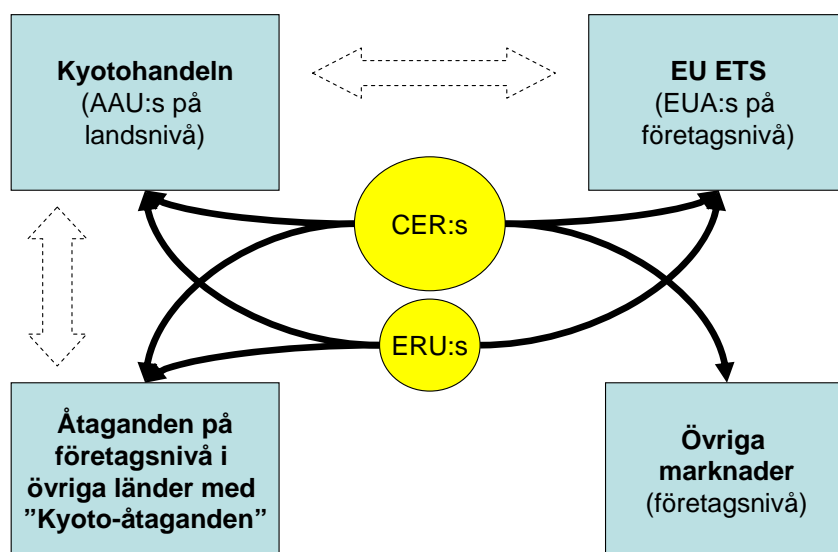 Kyotohandeln
(AAU:s på
landsnivå)
EU ETS
(EUA:s på
företagsnivå)
CER:s
ERU:s
Åtaganden på
företagsnivå i
övriga länder med
”Kyoto-åtaganden”
Övriga
marknader
(företagsnivå)